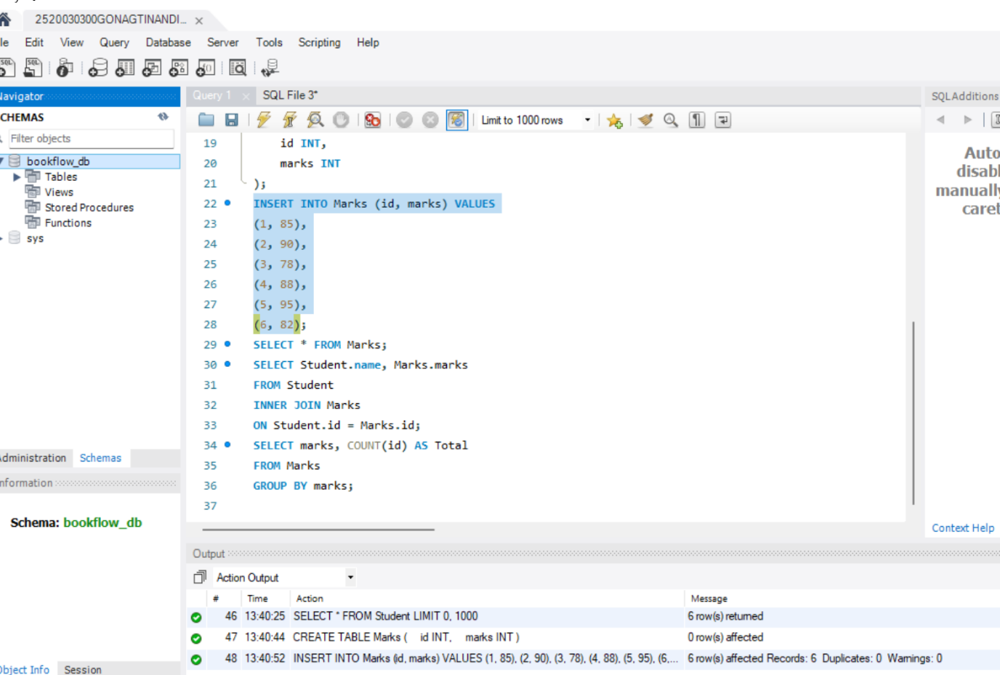 2520030300GONAGTINANDI... ×
le Edit View Query Database Server Tools Scripting Help
Navigator
CHEMAS
Filter objects
bookflow_db
Tables
Views
Stored Procedures
Functions
sys
Administration Schemas
nformation
Schema: bookflow_db
Object Info Session
Query 1 × SQL File 3*
Limit to 1000 rows
19 id INT,
20 marks INT
21 );
22 INSERT INTO Marks (id, marks) VALUES
23 (1, 85),
24 (2, 90),
25 (3, 78),
26 (4, 88),
27 (5, 95),
28 (6, 82);
29 SELECT * FROM Marks;
30 SELECT Student.name, Marks.marks
31 FROM Student
32 INNER JOIN Marks
33 ON Student.id = Marks.id;
34 SELECT marks, COUNT(id) AS Total
35 FROM Marks
36 GROUP BY marks;
37
SQLAdditions
Auto
disabl
manually
caret
Context Help
Output
Action Output
# Time Action Message
46 13:40:25 SELECT * FROM Student LIMIT 0, 1000 6 row(s) returned
47 13:40:44 CREATE TABLE Marks ( id INT, marks INT ) 0 row(s) affected
48 13:40:52 INSERT INTO Marks (id, marks) VALUES (1, 85), (2, 90), (3, 78), (4, 88), (5, 95), (6,... 6 row(s) affected Records: 6 Duplicates: 0 Warnings: 0